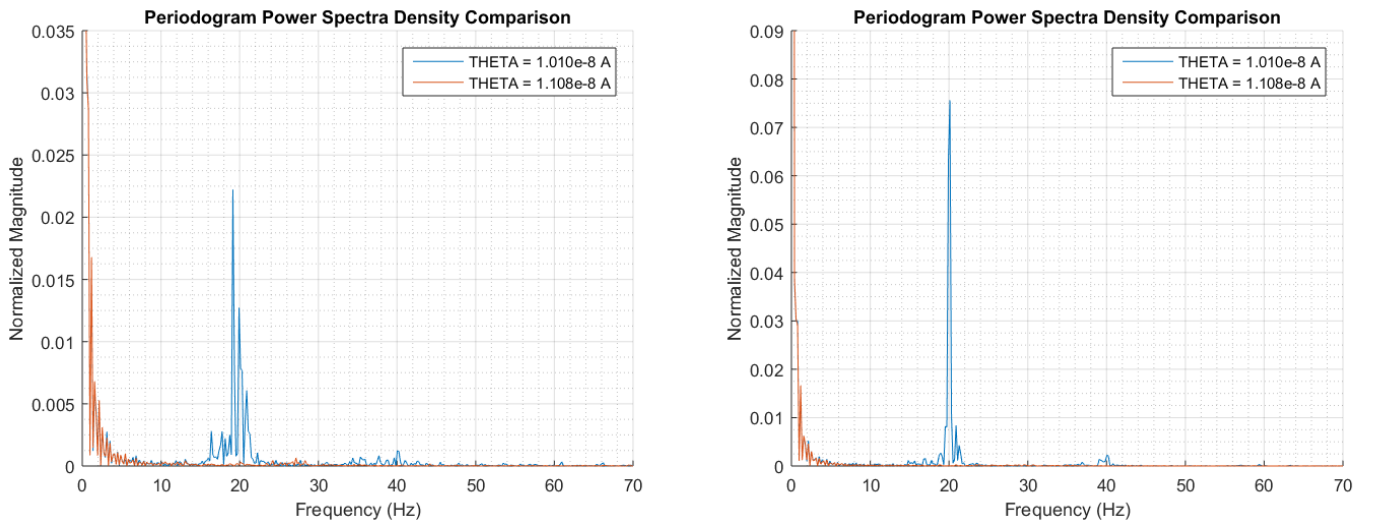 Periodogram Power Spectra Density Comparison
THETA = 1.010e-8 A
THETA = 1.108e-8 A
Normalized Magnitude
0.035
0.03
0.025
0.02
0.015
0.01
0.005
0
0 10 20 30 40 50 60 70
Frequency (Hz)
Periodogram Power Spectra Density Comparison
THETA = 1.010e-8 A
THETA = 1.108e-8 A
Normalized Magnitude
0.09
0.08
0.07
0.06
0.05
0.04
0.03
0.02
0.01
0
0 10 20 30 40 50 60 70
Frequency (Hz)